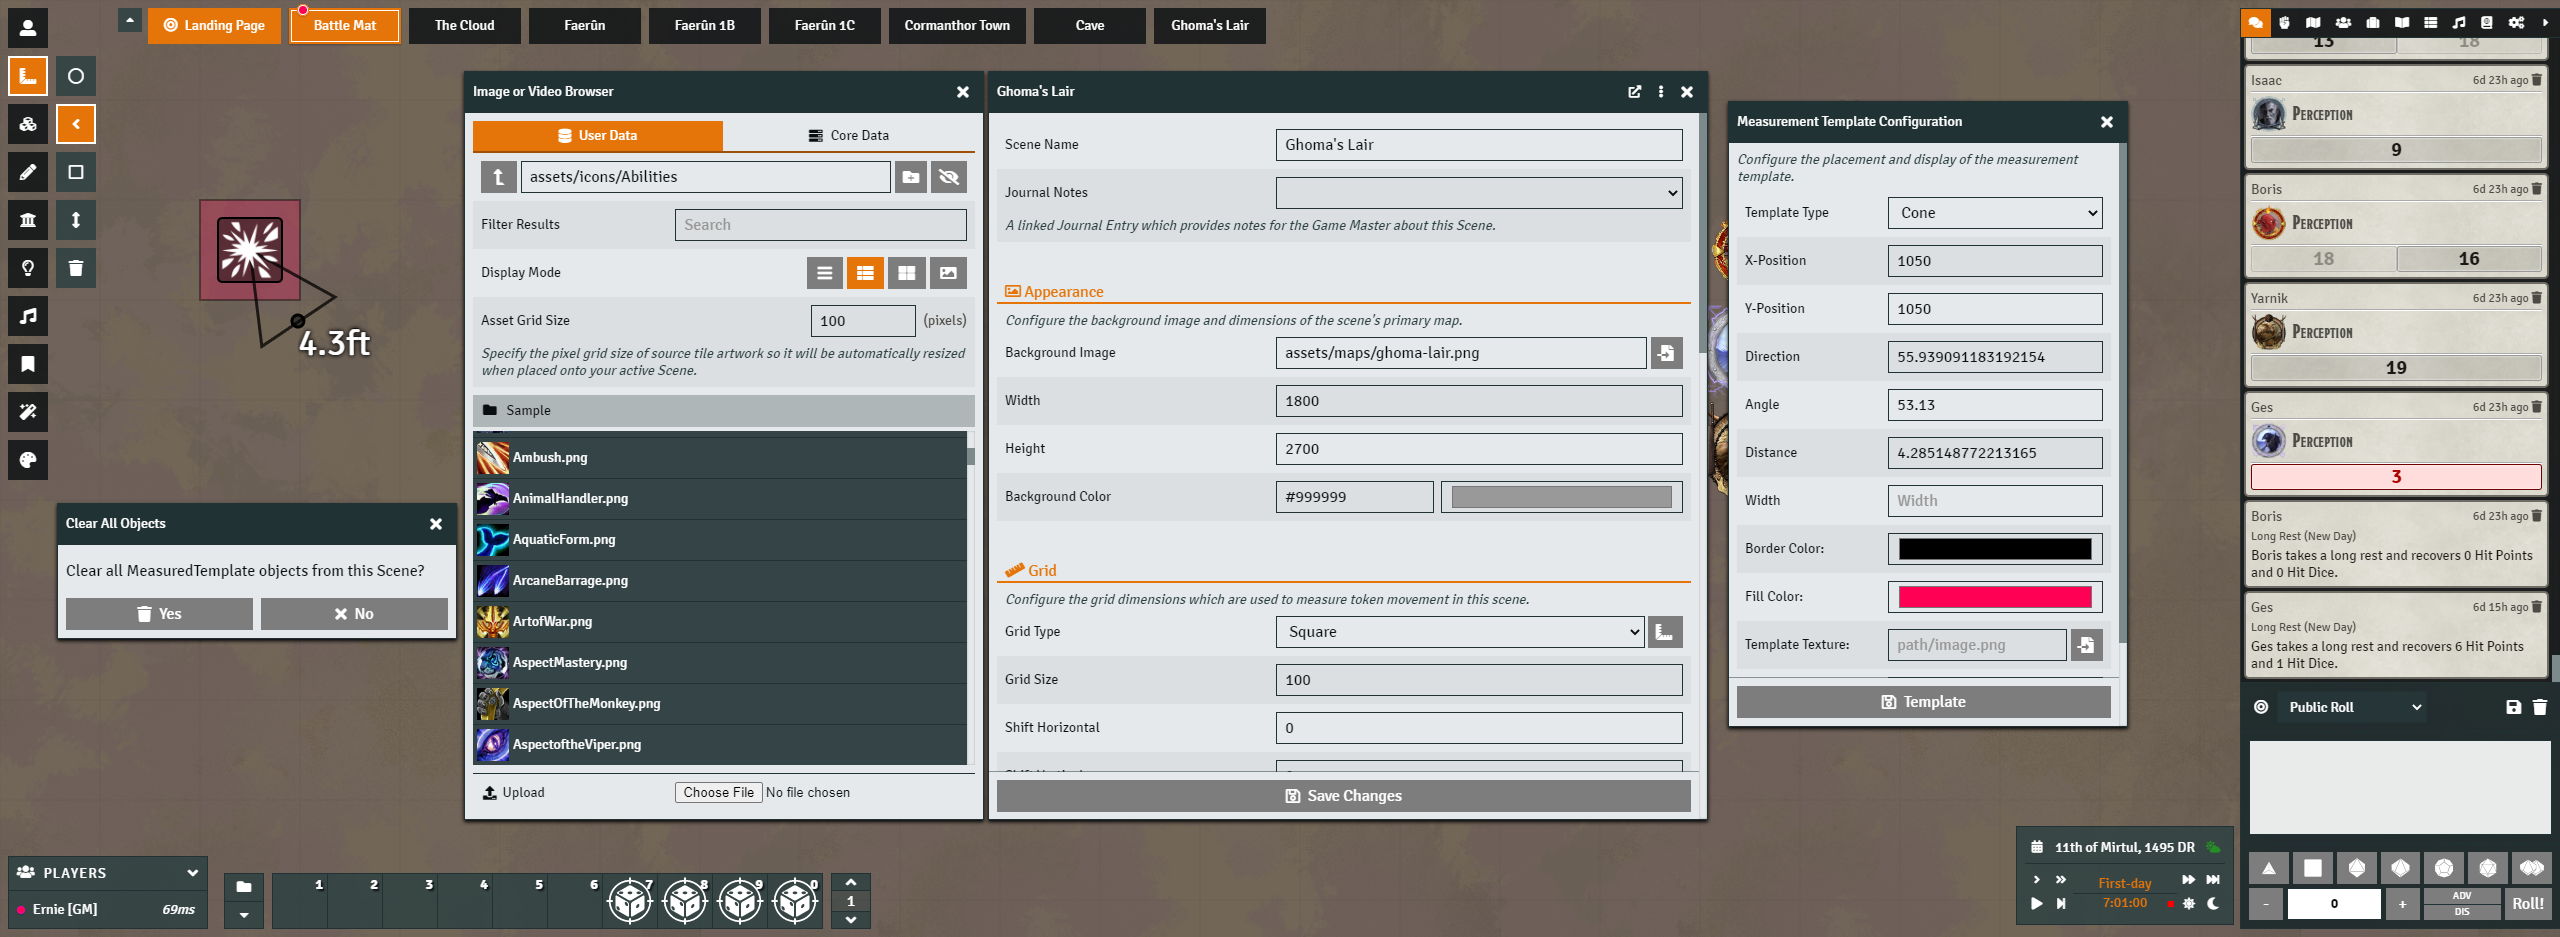 Landing Page
Battle Mat
The Cloud
Faerûn
Faerûn 1B
Faerûn 1C
Cormanthor Town
Cave
Ghoma's Lair
4.3ft
Clear All Objects
Clear all MeasuredTemplate objects from this Scene?
Yes
No
Image or Video Browser
User Data
Core Data
assets/icons/Abilities
Filter Results
Search
Display Mode
Asset Grid Size
100
(pixels)
Specify the pixel grid size of source tile artwork so it will be automatically resized
when placed onto your active Scene.
Sample
Ambush.png
AnimalHandler.png
AquaticForm.png
ArcaneBarrage.png
ArtofWar.png
AspectMastery.png
AspectOfTheMonkey.png
AspectoftheViper.png
Upload
Choose File No file chosen
Ghoma's Lair
Scene Name
Ghoma's Lair
Journal Notes
A linked Journal Entry which provides notes for the Game Master about this Scene.
Appearance
Configure the background image and dimensions of the scene's primary map.
Background Image
assets/maps/ghoma-lair.png
Width
1800
Height
2700
Background Color
#999999
Grid
Configure the grid dimensions which are used to measure token movement in this scene.
Grid Type
Square
Grid Size
100
Shift Horizontal
0
Save Changes
Measurement Template Configuration
Configure the placement and display of the measurement
template.
Template Type
Cone
X-Position
1050
Y-Position
1050
Direction
55.939091183192154
Angle
53.13
Distance
4.285148772213165
Width
Width
Border Color:
Fill Color:
Template Texture:
path/image.png
Template
13
18
Isaac
6d 23h ago
Perception
9
Boris
6d 23h ago
Perception
18
16
Yarnik
6d 23h ago
Perception
19
Ges
6d 23h ago
Perception
3
Boris
6d 23h ago
Long Rest (New Day)
Boris takes a long rest and recovers 0 Hit Points
and 0 Hit Dice.
Ges
6d 15h ago
Long Rest (New Day)
Ges takes a long rest and recovers 6 Hit Points
and 1 Hit Dice.
Public Roll
- 0 +
ADV
DIS
Roll!
11th of Mirtul, 1495 DR
First-day
7:01:00
PLAYERS
Ernie [GM]
69ms
1
2
3
4
5
6
7
8
9
0
1